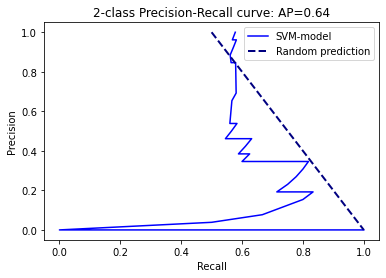 2-class Precision-Recall curve: AP=0.64
SVM-model
Random prediction
Precision
1.0
0.8
0.6
0.4
0.2
0.0
0.0 0.2 0.4 0.6 0.8 1.0
Recall